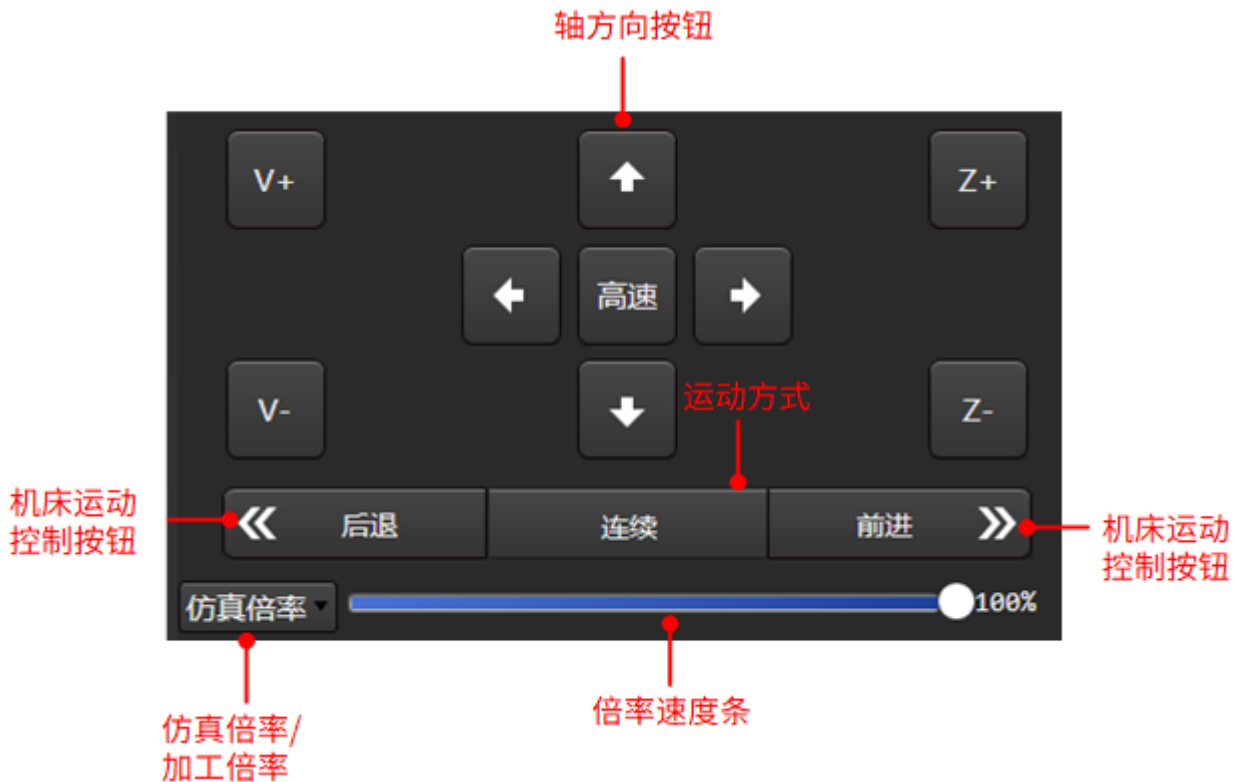 轴方向按钮
V+
Z+
高速
V-
运动方式
Z-
机床运动
控制按钮
后退
连续
前进
机床运动
控制按钮
仿真倍率
100%
倍率速度条
仿真倍率/
加工倍率